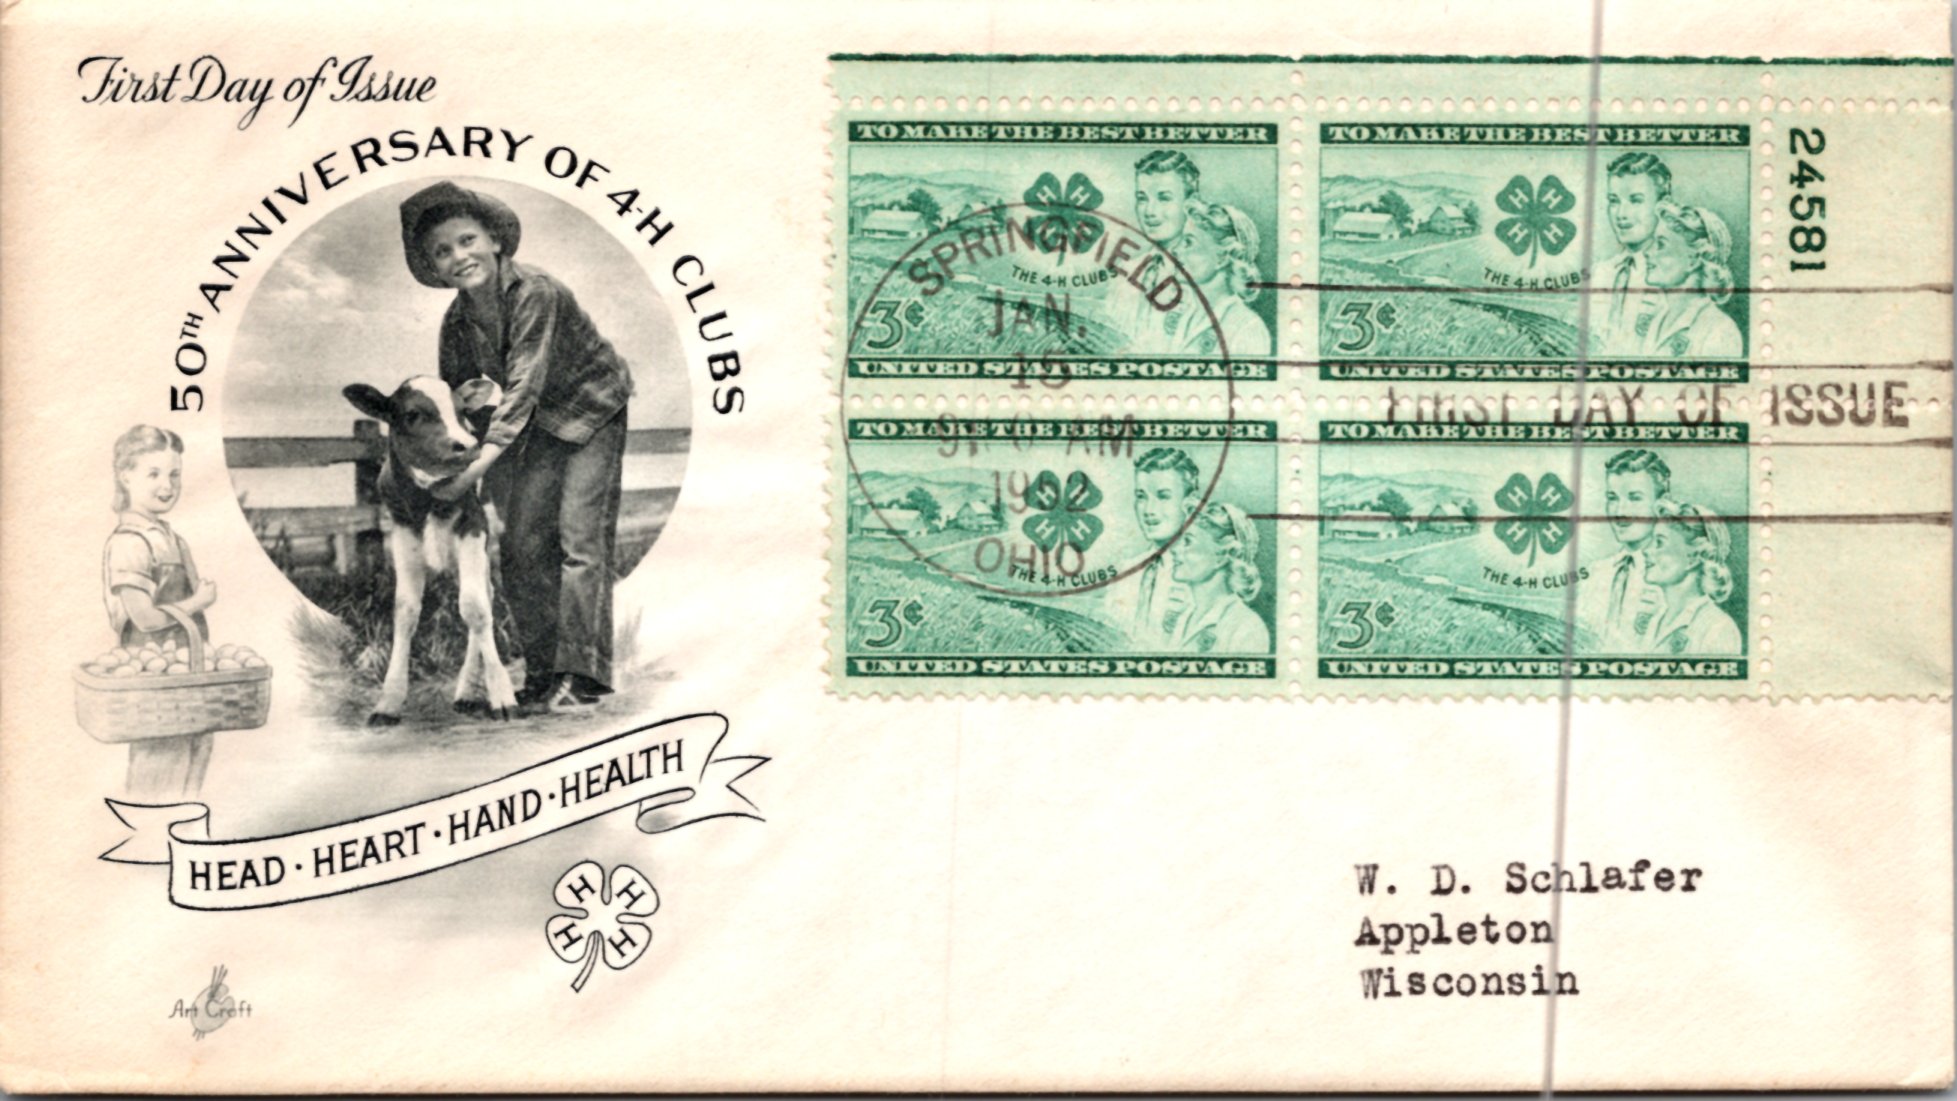 First Day of Issue
50TH ANNIVERSARY OF 4-H CLUBS
HEAD · HEART · HAND · HEALTH
H H
H H
Art Craft
TO MAKE THE BEST BETTER
H H
H H
THE 4-H CLUBS
3¢
UNITED STATES POSTAGE
TO MAKE THE BEST BETTER
H H
H H
THE 4-H CLUBS
3¢
UNITED STATES POSTAGE
24581
TO MAKE THE BEST BETTER
H H
H H
THE 4-H CLUBS
3¢
UNITED STATES POSTAGE
TO MAKE THE BEST BETTER
H H
H H
THE 4-H CLUBS
3¢
UNITED STATES POSTAGE
SPRINGFIELD
JAN.
15
AM
1952
OHIO
FIRST DAY OF ISSUE
W. D. Schlafer
Appleton
Wisconsin